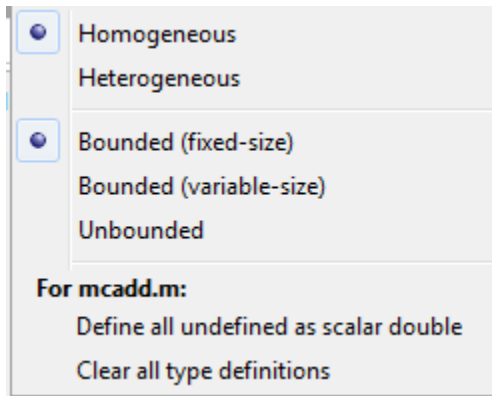 Homogeneous
Heterogeneous
Bounded (fixed-size)
Bounded (variable-size)
Unbounded
For mcadd.m:
Define all undefined as scalar double
Clear all type definitions